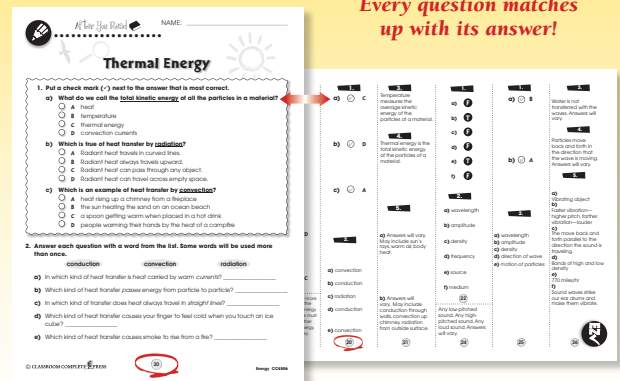 Every question matches
up with its answer!
After You Read
NAME:
Thermal Energy
1. Put a check mark (✓) next to the answer that is most correct.
a) What do we call the total kinetic energy of all the particles in a material?
A heat
B temperature
C thermal energy
D convection currents
b) Which is true of heat transfer by radiation?
A Radiant heat travels in curved lines.
B Radiant heat always travels upward.
C Radiant heat can pass through any object.
D Radiant heat can travel across empty space.
c) Which is an example of heat transfer by convection?
A heat rising up a chimney from a fireplace
B the sun heating the sand on an ocean beach
C a spoon getting warm when placed in a hot drink
D people warming their hands by the heat of a campfire
2. Answer each question with a word from the list. Some words will be used more
than once.
conduction convection radiation
a) In which kind of heat transfer is heat carried by warm currents?
b) Which kind of heat transfer passes energy from particle to particle?
c) In which kind of transfer does heat always travel in straight lines?
d) Which kind of heat transfer causes your finger to feel cold when you touch an ice
cube?
e) Which kind of heat transfer causes smoke to rise from a fire?
© CLASSROOM COMPLETE PRESS
20
Energy CC4506
1.
a) ✓ C
b) ✓ D
c) ✓ A
2.
a) convection
b) conduction
c) radiation
d) conduction
e) convection
20
3.
Temperature
measures the
average kinetic
energy of the
particles of a material.
4.
Thermal energy is the
total kinetic energy
of the particles of a
material.
5.
a) Answers will vary.
May include sun's
rays, warm air, body
heat.
b) Answers will
vary. May include
conduction through
walls, convection up
chimney, radiation
from outside surface.
21
1.
a) F
b) T
c) F
d) F
e) T
f) F
2.
a) wavelength
b) amplitude
c) density
d) frequency
e) source
f) medium
22
Any low-pitched
sound. Any high-
pitched sound. Any
loud sound. Answers
will vary.
24
1.
a) ✓ B
b) ✓ A
2.
a) wavelength
b) amplitude
c) density
d) direction of wave
e) motion of particles
25
3.
Water is not
transferred with the
waves. Answers will
vary.
4.
Particles move
back and forth in
the direction that
the wave is moving.
Answers will vary.
5.
a)
Vibrating object
b)
Faster vibration—
higher pitch, farther
vibration—louder
c)
The move back and
forth parallel to the
direction the sound is
traveling.
d)
Bands of high and low
density
e)
770 miles/hr
f)
Sound waves strike
our ear drums and
make them vibrate.
26